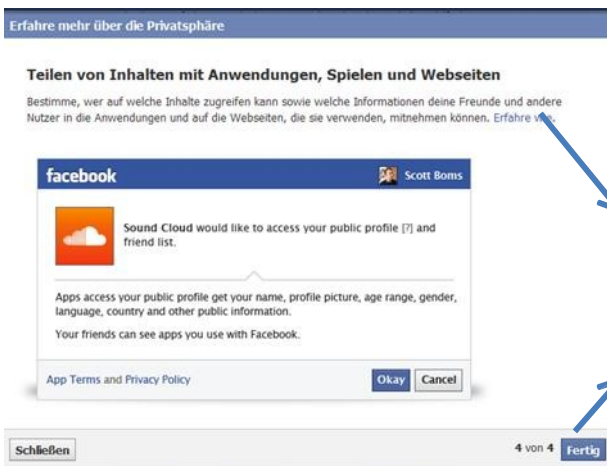 Erfahre mehr über die Privatsphäre
Teilen von Inhalten mit Anwendungen, Spielen und Webseiten
Bestimme, wer auf welche Inhalte zugreifen kann sowie welche Informationen deine Freunde und andere
Nutzer in die Anwendungen und auf die Webseiten, die sie verwenden, mitnehmen können. Erfahre wie.
facebook Scott Boms
Sound Cloud would like to access your public profile [?] and
friend list.
Apps access your public profile get your name, profile picture, age range, gender,
language, country and other public information.
Your friends can see apps you use with Facebook.
App Terms and Privacy Policy Okay Cancel
Schließen 4 von 4 Fertig